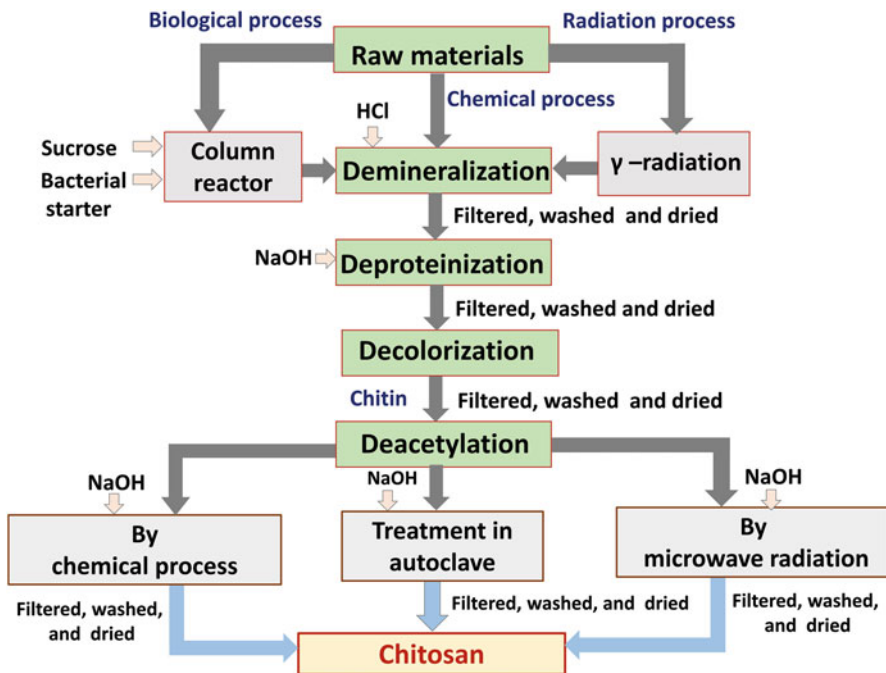 Biological process
Radiation process
Raw materials
Chemical process
HCl
Sucrose
Bacterial
starter
Column
reactor
Demineralization
γ –radiation
Filtered, washed and dried
NaOH
Deproteinization
Filtered, washed and dried
Decolorization
Chitin
Filtered, washed and dried
Deacetylation
NaOH
NaOH
NaOH
By
chemical process
Treatment in
autoclave
By
microwave radiation
Filtered, washed,
and dried
Filtered, washed, and dried
Filtered, washed,
and dried
Chitosan